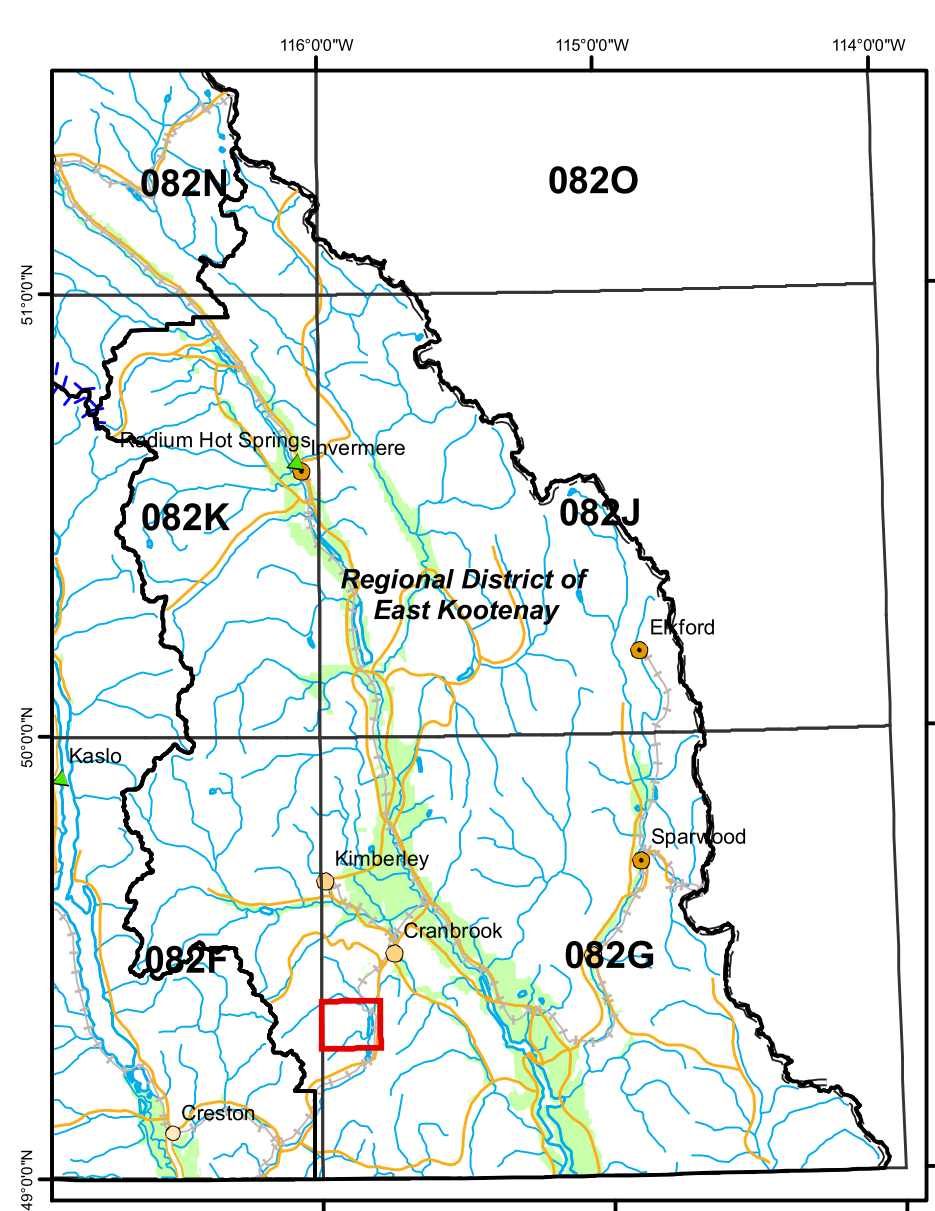 116°0'0"W
115°0'0"W
114°0'0"W
082N
082O
51°0'0"N
Radium Hot Springs
Invermere
082K
082J
Regional District of
East Kootenay
Elkford
50°0'0"N
Kaslo
Sparwood
Kimberley
Cranbrook
082F
082G
Creston
49°0'0"N